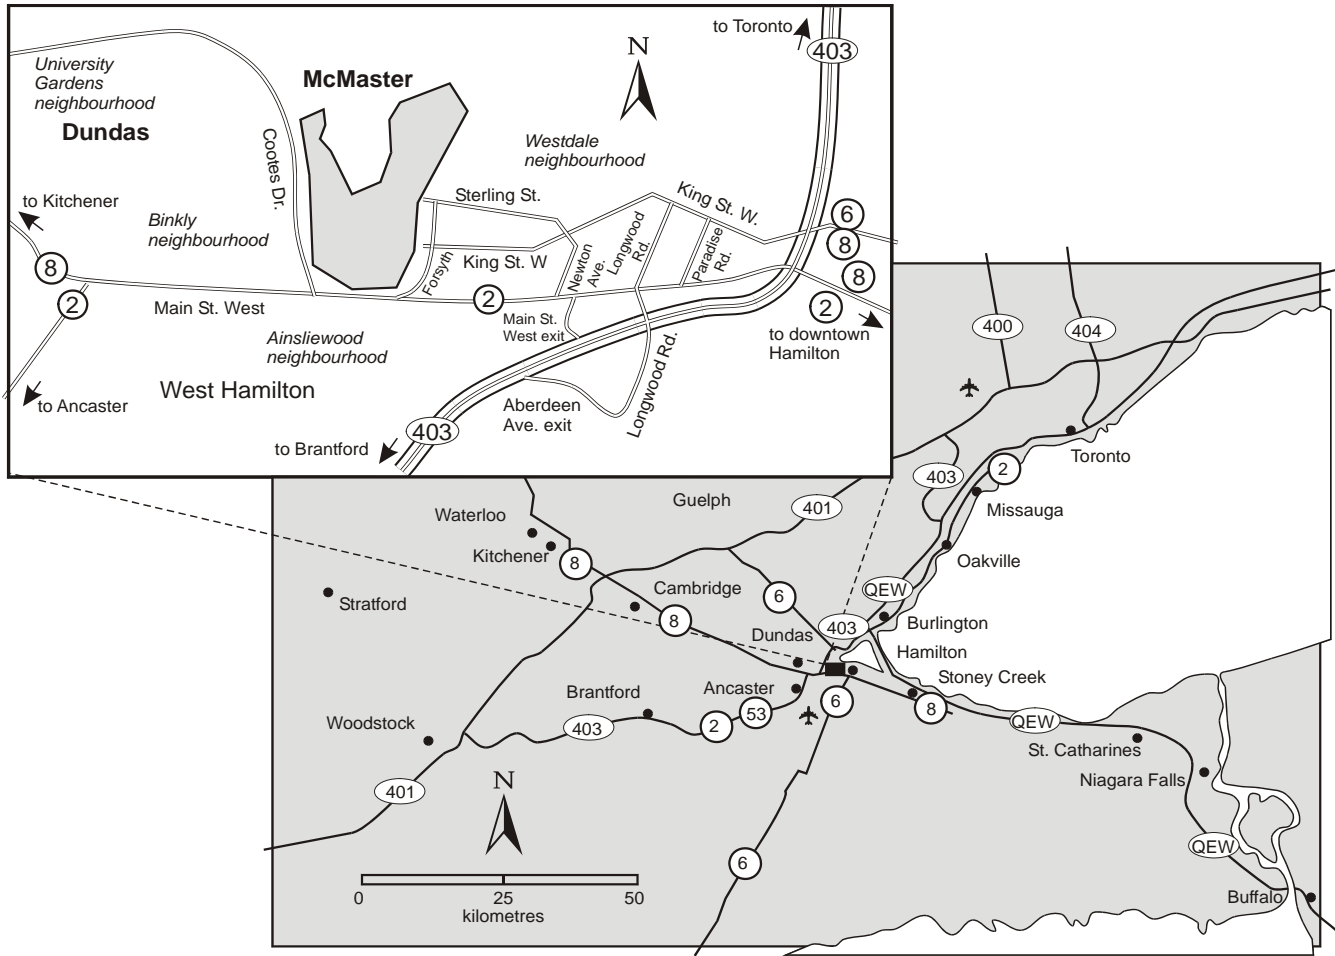 to Toronto
403
N
McMaster
University
Gardens
neighbourhood
Dundas
Cootes Dr.
Westdale
neighbourhood
to Kitchener
Binkly
neighbourhood
Sterling St.
King St. W.
6
8
8
2
8
2
Forsyth
King St. W
Newton
Ave.
Longwood
Rd.
Paradise
Rd.
2
Main St. West
Main St.
West exit
to downtown
Hamilton
Ainsliewood
neighbourhood
West Hamilton
to Ancaster
Aberdeen
Ave. exit
Longwood Rd.
403
to Brantford
400
404
Toronto
403
2
Missauga
Guelph
401
Waterloo
Kitchener
8
Oakville
QEW
Stratford
Cambridge
6
8
403
Burlington
Dundas
Hamilton
Stoney Creek
Ancaster
Brantford
6
8
53
2
403
Woodstock
QEW
St. Catharines
Niagara Falls
401
N
QEW
6
0
25
50
kilometres
Buffalo